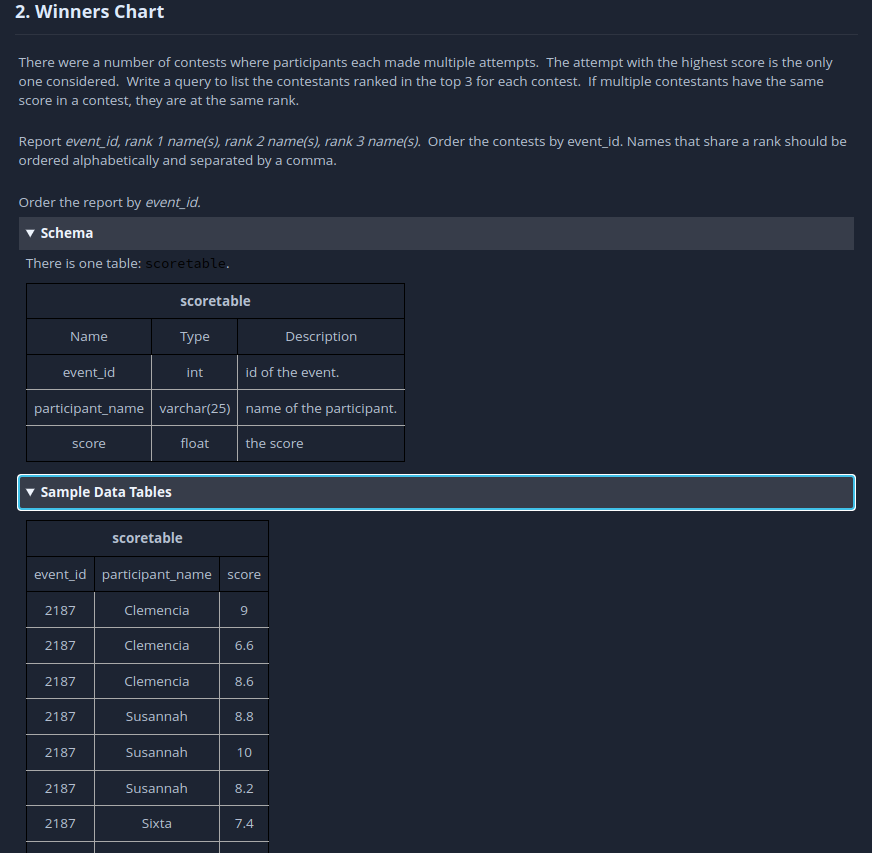 2. Winners Chart
There were a number of contests where participants each made multiple attempts. The attempt with the highest score is the only
one considered. Write a query to list the contestants ranked in the top 3 for each contest. If multiple contestants have the same
score in a contest, they are at the same rank.
Report event_id, rank 1 name(s), rank 2 name(s), rank 3 name(s). Order the contests by event_id. Names that share a rank should be
ordered alphabetically and separated by a comma.
Order the report by event_id.
▼ Schema
There is one table: scoretable.
scoretable
Name Type Description
event_id int id of the event.
participant_name varchar(25) name of the participant.
score float the score
▼ Sample Data Tables
scoretable
event_id participant_name score
2187 Clemencia 9
2187 Clemencia 6.6
2187 Clemencia 8.6
2187 Susannah 8.8
2187 Susannah 10
2187 Susannah 8.2
2187 Sixta 7.4